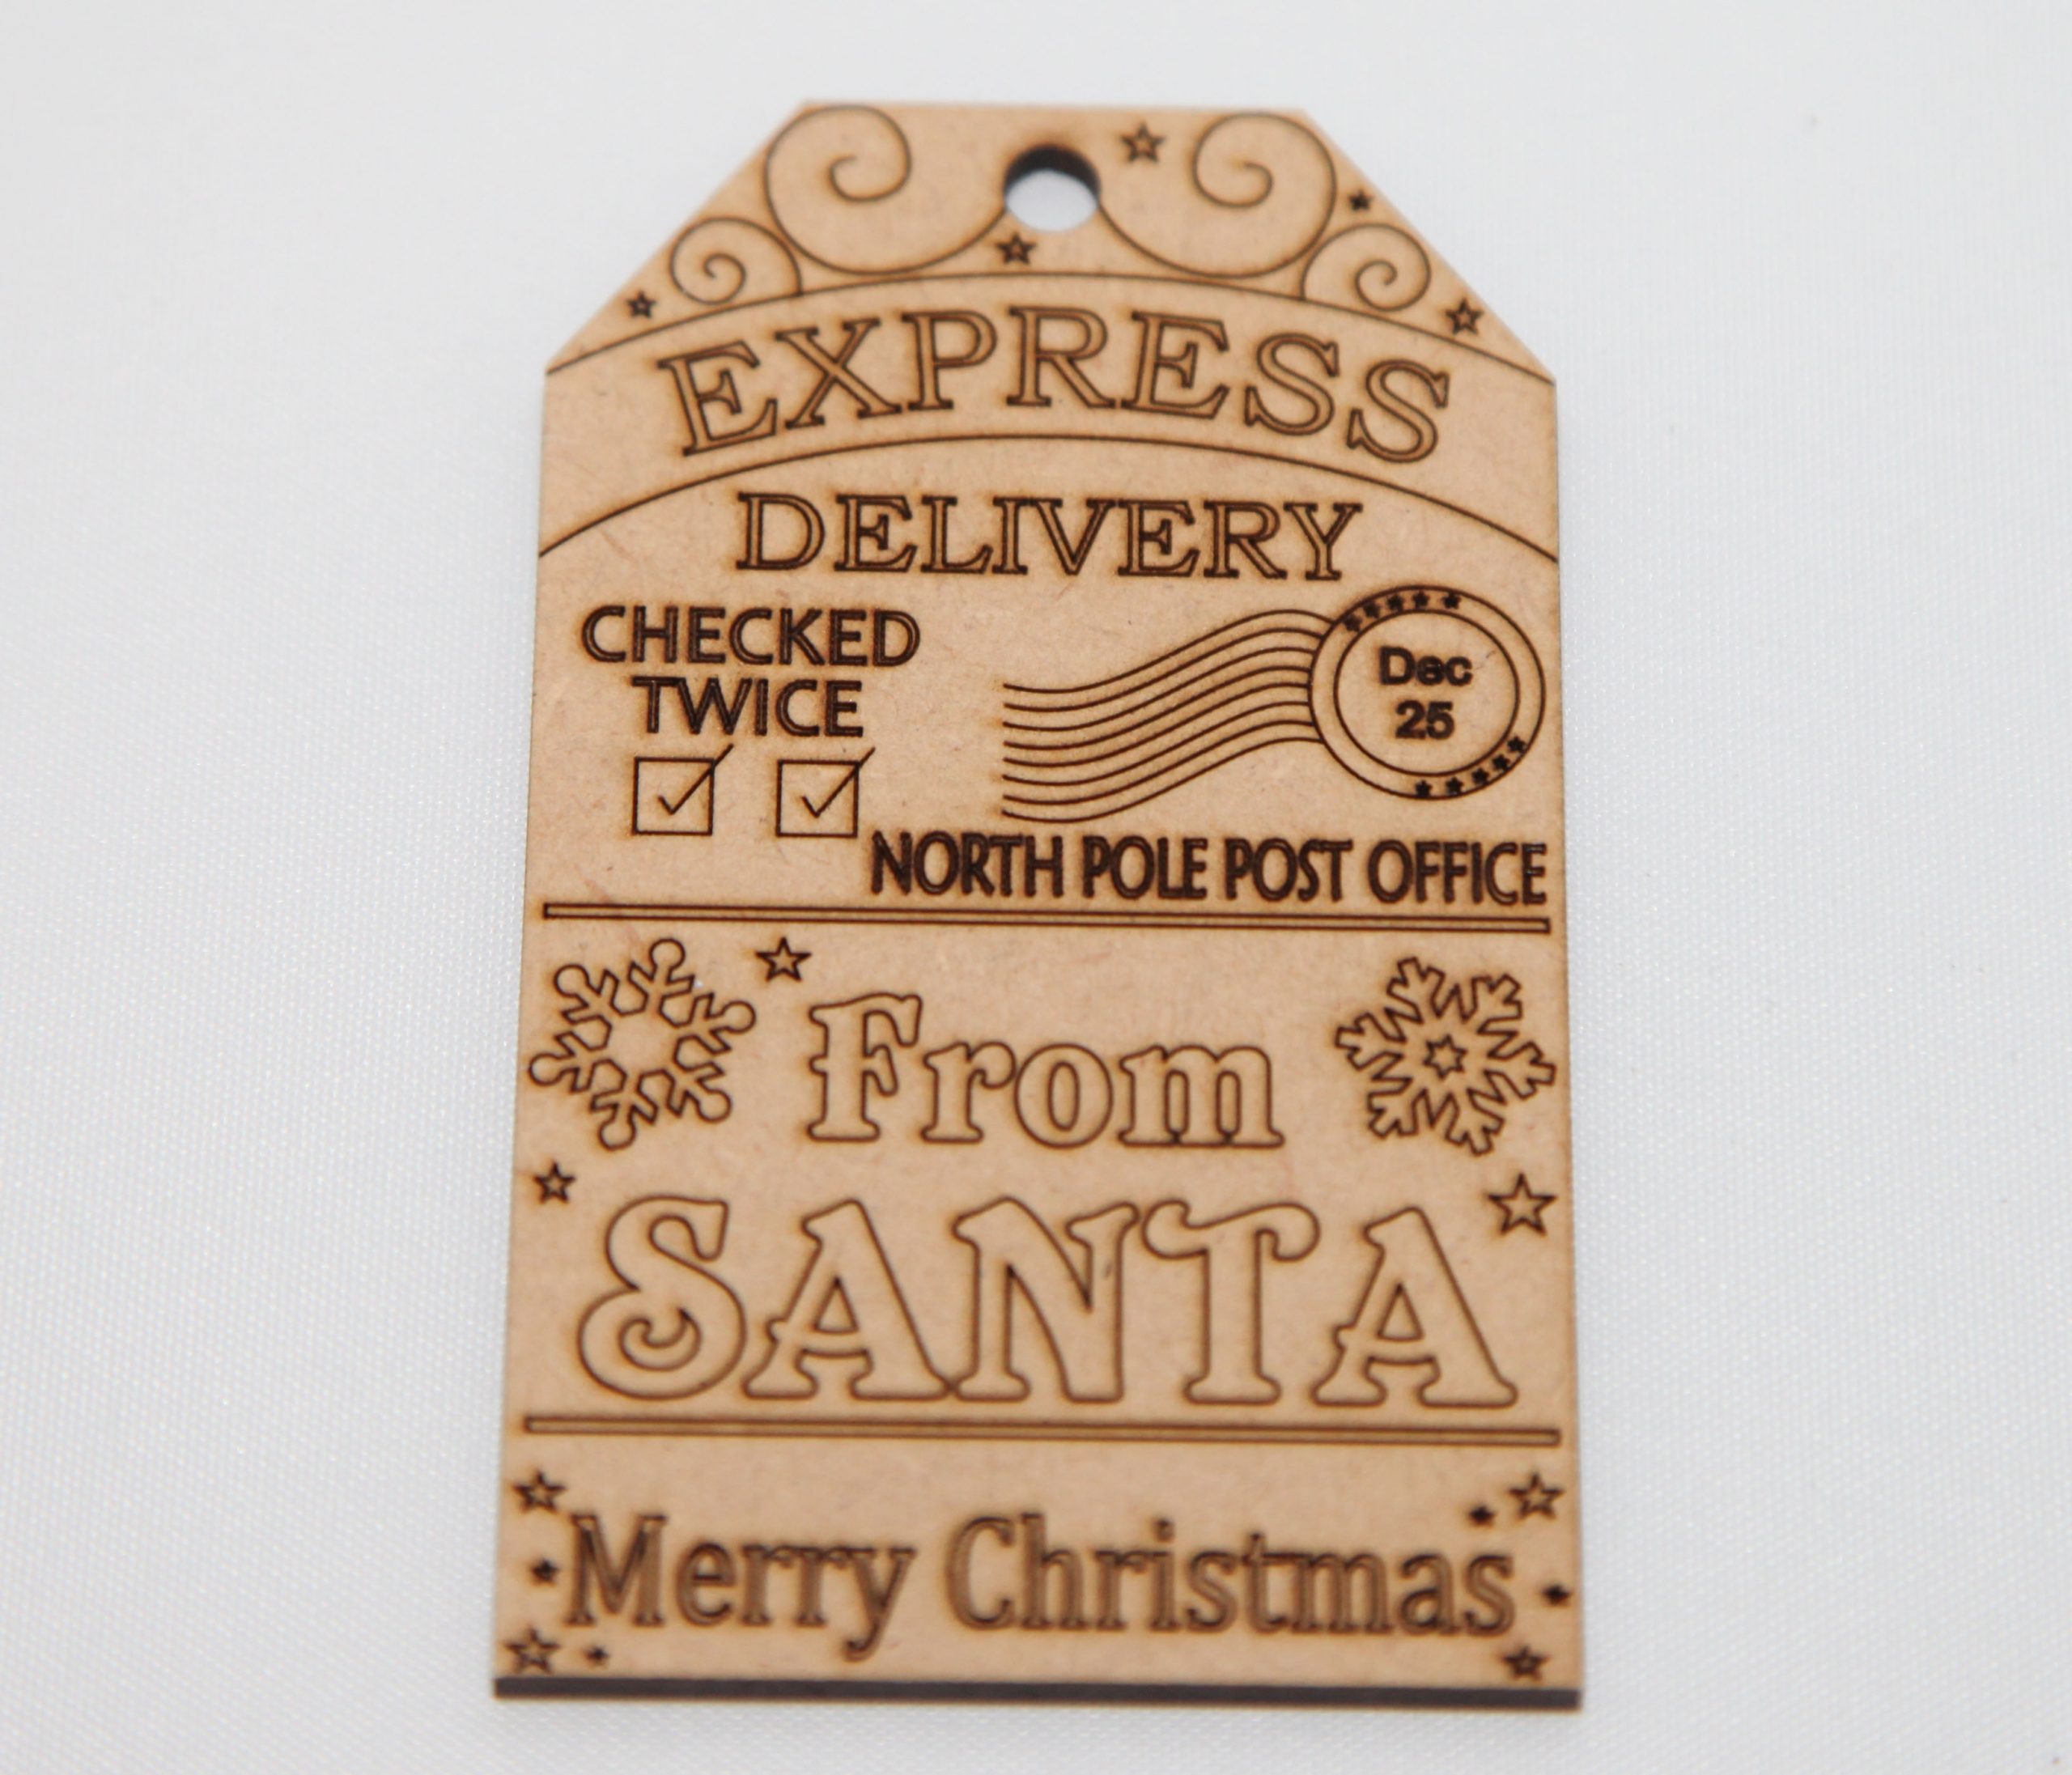 EXPRESS
DELIVERY
CHECKED
TWICE
Dec
25
NORTH POLE POST OFFICE
From
SANTA
Merry Christmas